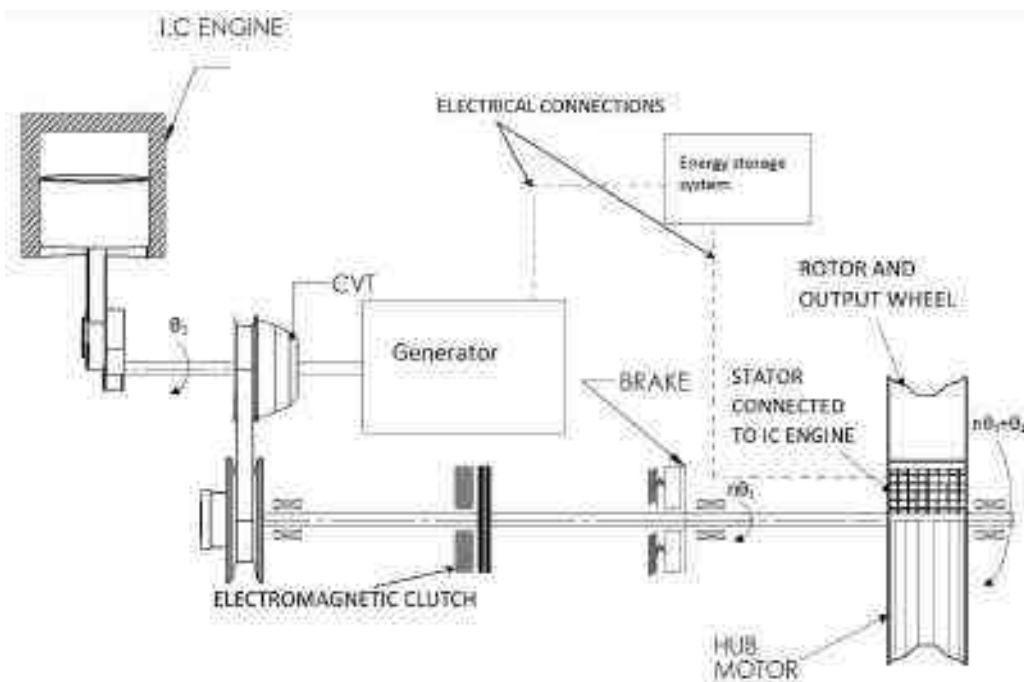 I.C ENGINE
ELECTRICAL CONNECTIONS
Energy storage
system
ROTOR AND
OUTPUT WHEEL
CVT
θ₁
Generator
BRAKE
STATOR
CONNECTED
TO IC ENGINE
nθ₁+θ₂
nθ₁
ELECTROMAGNETIC CLUTCH
HUB
MOTOR